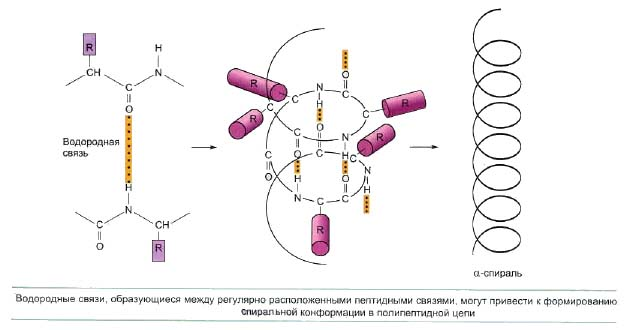 R
H
CH
N
C
O
Водородная
связь
H
N
C
CH
O
R
C
O
R
N
H
C
C
R
R
O
C
O
C
N
H
R
C
O
C
H
O
N
H
N
C
C
R
α-спираль
Водородные связи, образующиеся между регулярно расположенными пептидными связями, могут привести к формированию
спиральной конформации в полипептидной цепи